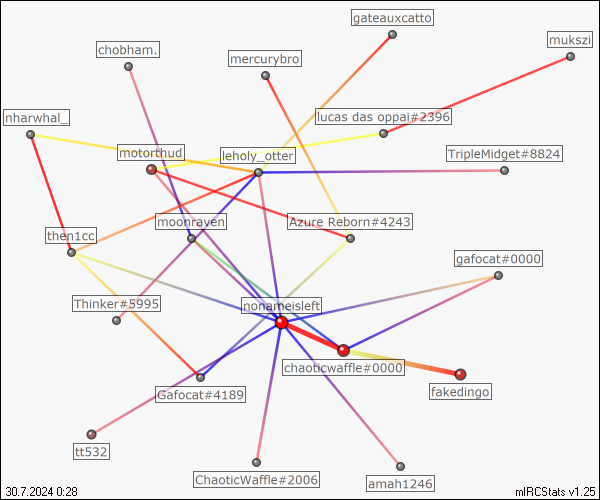 gateauxcatto
mukszi
chobham.
mercurybro
nharwhal_
lucas das oppai#2396
motorthud
leholy_otter
TripleMidget#8824
moonraven
Azure Reborn#4243
then1cc
gafocat#0000
Thinker#5995
nonameisleft
chaoticwaffle#0000
Gafocat#4189
fakedingo
tt532
ChaoticWaffle#2006
amah1246
30.7.2024 0:28
mIRCStats v1.25